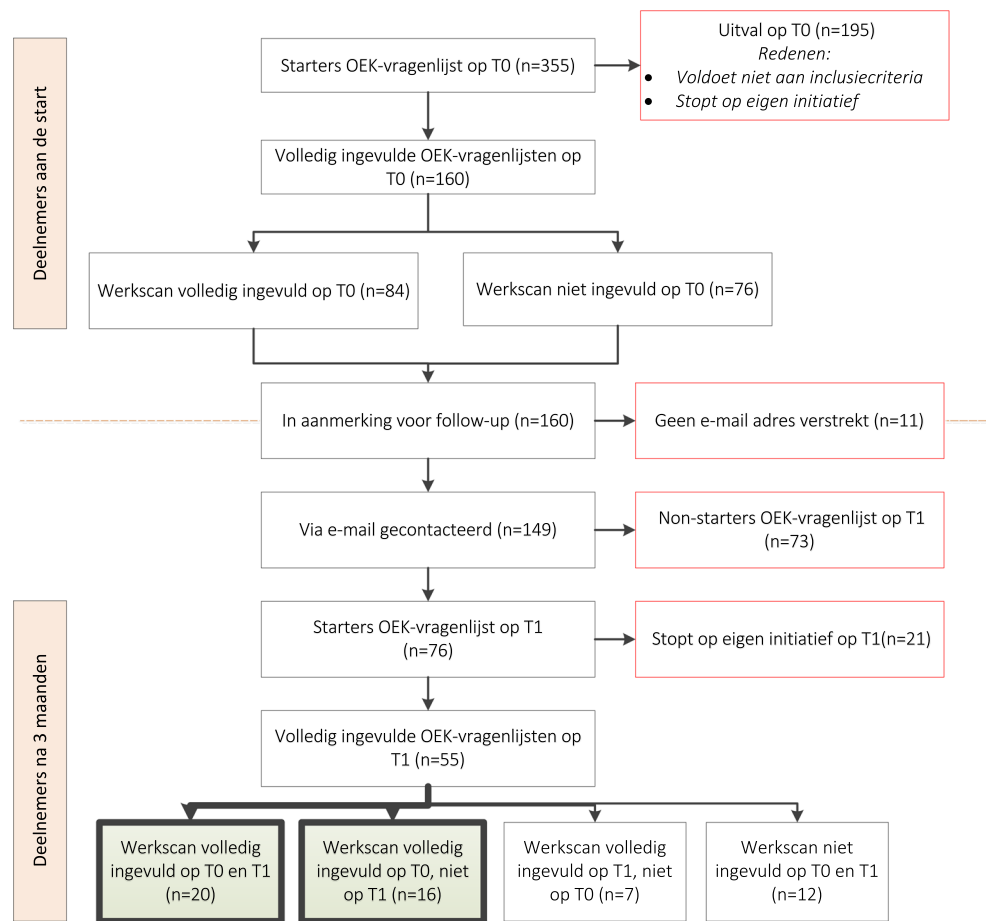 Deelnemers aan de start
Starters OEK-vragenlijst op T0 (n=355)
Uitval op T0 (n=195)
Redenen:
• Voldoet niet aan inclusiecriteria
• Stopt op eigen initiatief
Volledig ingevulde OEK-vragenlijsten op
T0 (n=160)
Werkscan volledig ingevuld op T0 (n=84)
Werkscan niet ingevuld op T0 (n=76)
In aanmerking voor follow-up (n=160)
Geen e-mail adres verstrekt (n=11)
Via e-mail gecontacteerd (n=149)
Non-starters OEK-vragenlijst op T1
(n=73)
Deelnemers na 3 maanden
Starters OEK-vragenlijst op T1
(n=76)
Stopt op eigen initiatief op T1(n=21)
Volledig ingevulde OEK-vragenlijsten op
T1 (n=55)
Werkscan volledig
ingevuld op T0 en T1
(n=20)
Werkscan volledig
ingevuld op T0, niet
op T1 (n=16)
Werkscan volledig
ingevuld op T1, niet
op T0 (n=7)
Werkscan niet
ingevuld op T0 en T1
(n=12)